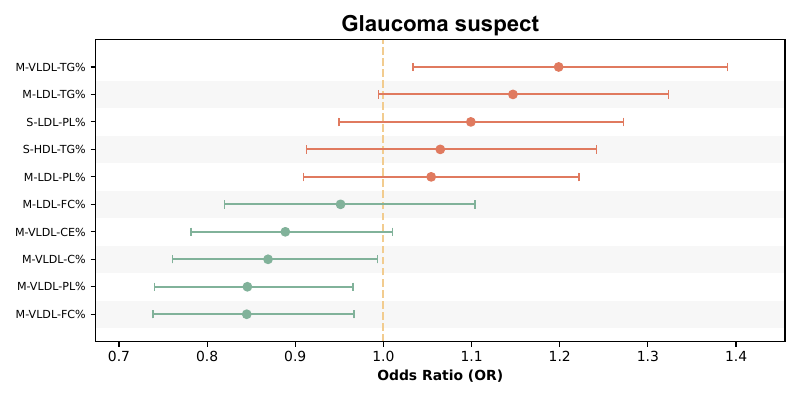 Glaucoma suspect
M-VLDL-TG%
M-LDL-TG%
S-LDL-PL%
S-HDL-TG%
M-LDL-PL%
M-LDL-FC%
M-VLDL-CE%
M-VLDL-C%
M-VLDL-PL%
M-VLDL-FC%
0.7 0.8 0.9 1.0 1.1 1.2 1.3 1.4
Odds Ratio (OR)